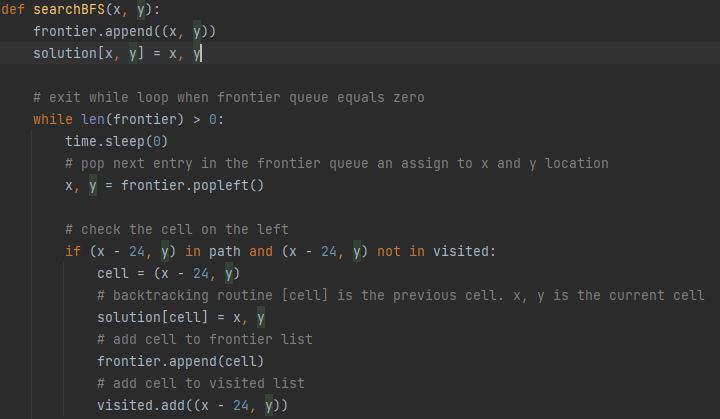 def searchBFS(x, y):
    frontier.append((x, y))
    solution[x, y] = x, y
    # exit while loop when frontier queue equals zero
    while len(frontier) > 0:
        time.sleep(0)
        # pop next entry in the frontier queue an assign to x and y location
        x, y = frontier.popleft()
        # check the cell on the left
        if (x - 24, y) in path and (x - 24, y) not in visited:
            cell = (x - 24, y)
            # backtracking routine [cell] is the previous cell. x, y is the current cell
            solution[cell] = x, y
            # add cell to frontier list
            frontier.append(cell)
            # add cell to visited list
            visited.add((x - 24, y))